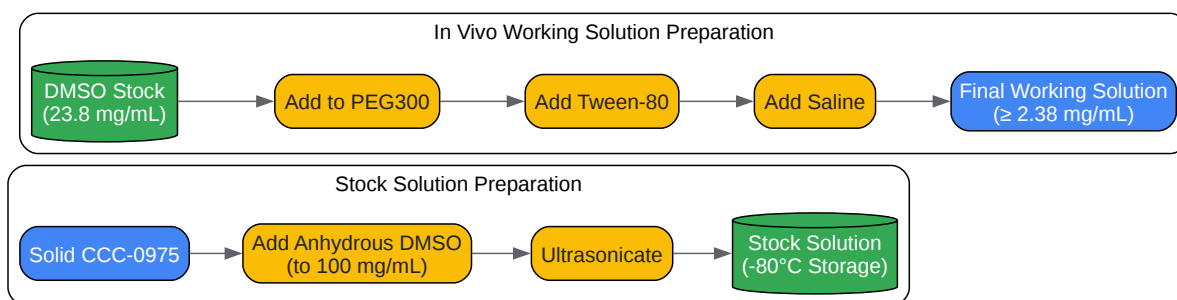 In Vivo Working Solution Preparation
DMSO Stock
(23.8 mg/mL)
Add to PEG300
Add Tween-80
Add Saline
Final Working Solution
(≥ 2.38 mg/mL)
Stock Solution Preparation
Solid CCC-0975
Add Anhydrous DMSO
(to 100 mg/mL)
Ultrasonicate
Stock Solution
(-80°C Storage)